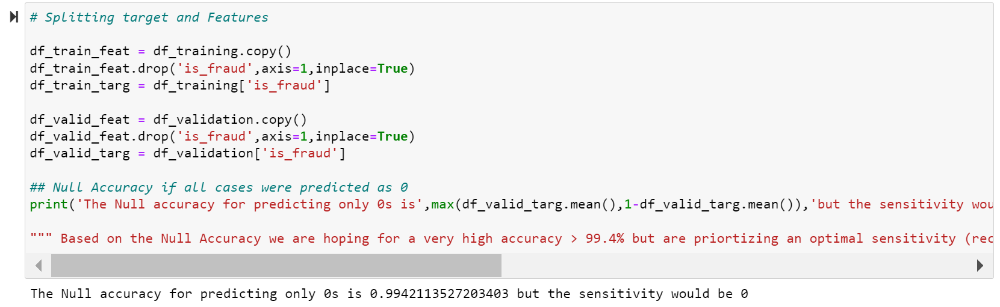 # Splitting target and Features
df_train_feat = df_training.copy()
df_train_feat.drop('is_fraud',axis=1,inplace=True)
df_train_targ = df_training['is_fraud']
df_valid_feat = df_validation.copy()
df_valid_feat.drop('is_fraud',axis=1,inplace=True)
df_valid_targ = df_validation['is_fraud']
## Null Accuracy if all cases were predicted as 0
print('The Null accuracy for predicting only 0s is',max(df_valid_targ.mean(),1-df_valid_targ.mean()),'but the sensitivity wou
""" Based on the Null Accuracy we are hoping for a very high accuracy > 99.4% but are priortizing an optimal sensitivity (rec
The Null accuracy for predicting only 0s is 0.9942113527203403 but the sensitivity would be 0